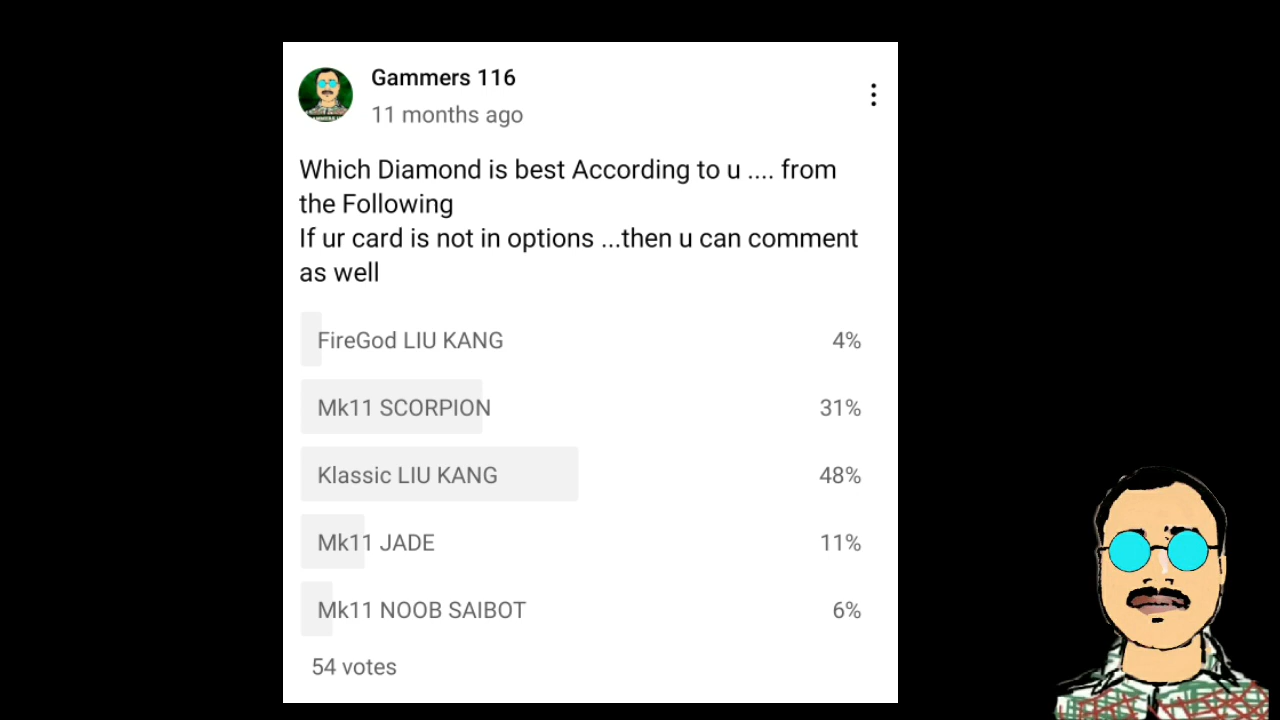 Gammers 116
11 months ago
Which Diamond is best According to u .... from
the Following
If ur card is not in options ...then u can comment
as well
FireGod LIU KANG 4%
Mk11 SCORPION 31%
Klassic LIU KANG 48%
Mk11 JADE 11%
Mk11 NOOB SAIBOT 6%
54 votes